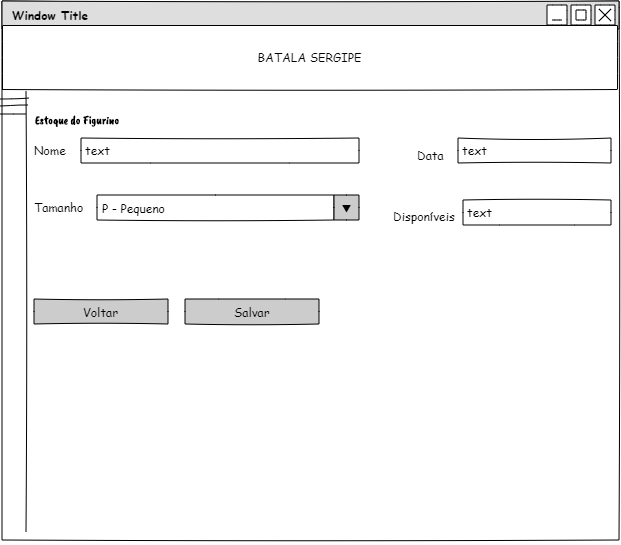 Window Title
BATALA SERGIPE
Estoque do Figurino
Nome text
Data text
Tamanho P - Pequeno
Disponíveis text
Voltar
Salvar